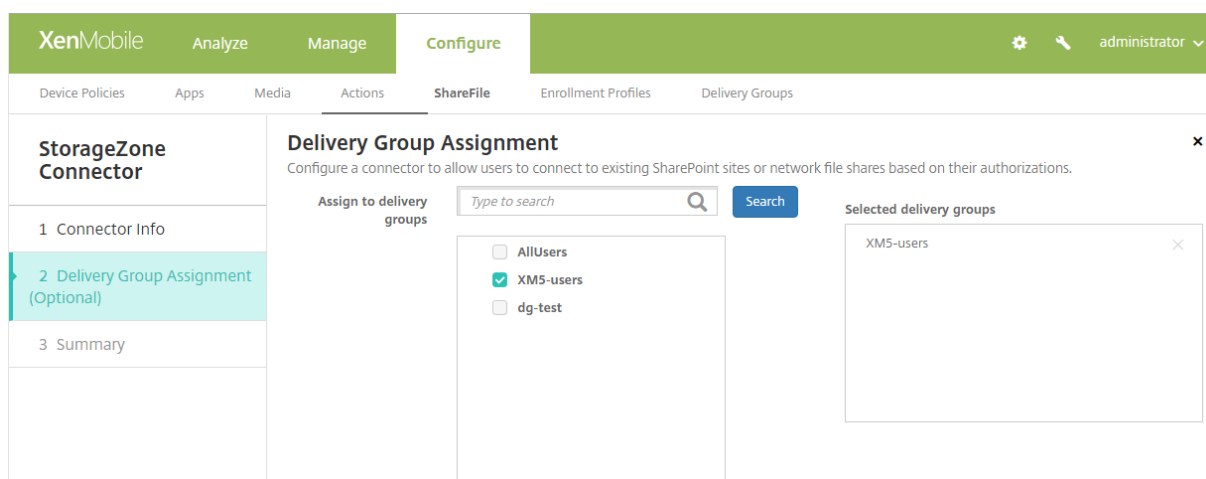 XenMobile Analyze Manage Configure administrator
Device Policies Apps Media Actions ShareFile Enrollment Profiles Delivery Groups
StorageZone
Connector
1 Connector Info
2 Delivery Group Assignment
(Optional)
3 Summary
Delivery Group Assignment
Configure a connector to allow users to connect to existing SharePoint sites or network file shares based on their authorizations.
Assign to delivery
groups
Type to search
Search
AllUsers
XM5-users
dg-test
Selected delivery groups
XM5-users